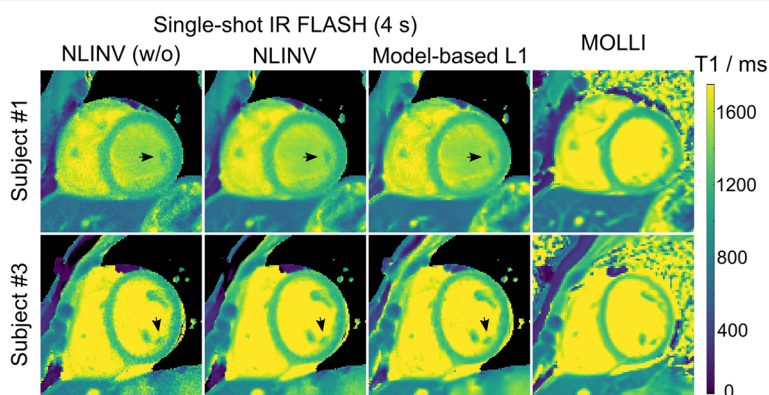 Single-shot IR FLASH (4 s)
NLINV (w/o)
NLINV
Model-based L1
MOLLI
T1 / ms
Subject #1
Subject #3
1600
1200
800
400
0